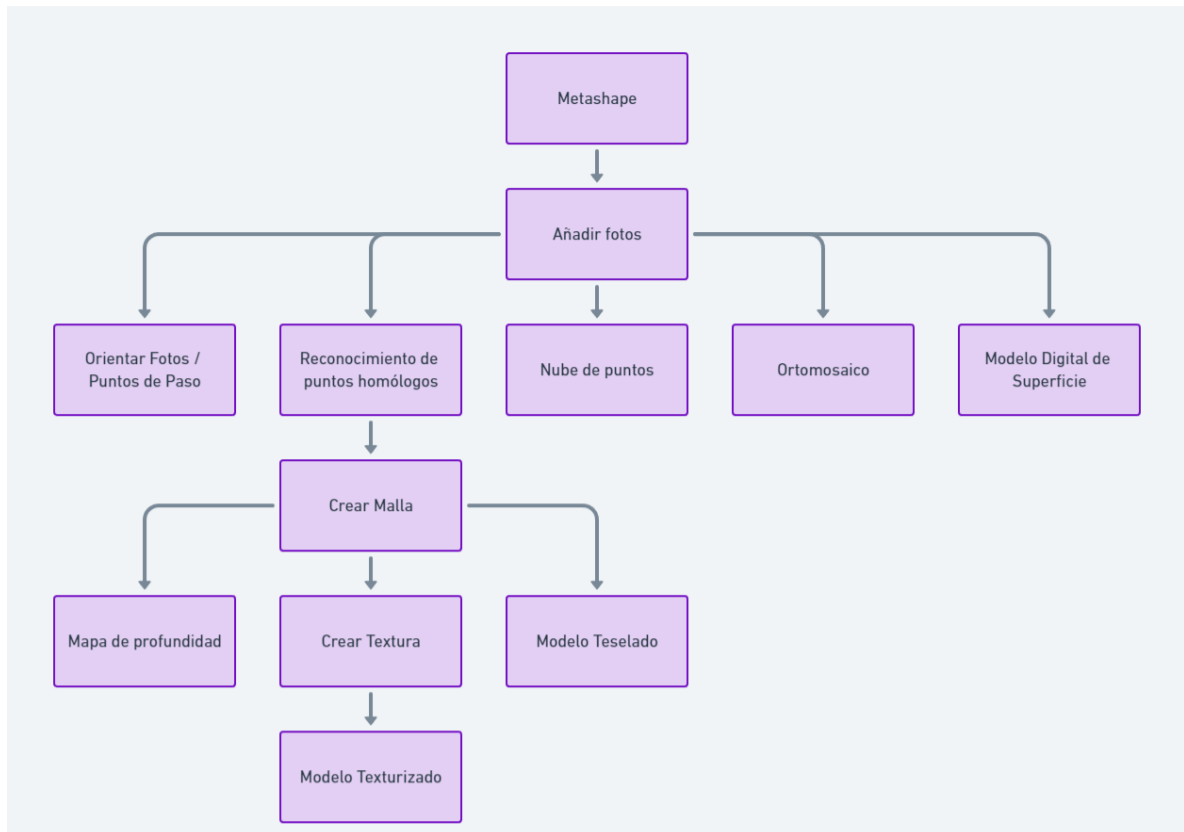 Metashape
Añadir fotos
Orientar Fotos /
Puntos de Paso
Reconocimiento de
puntos homólogos
Nube de puntos
Ortomosaico
Modelo Digital de
Superficie
Crear Malla
Mapa de profundidad
Crear Textura
Modelo Teselado
Modelo Texturizado